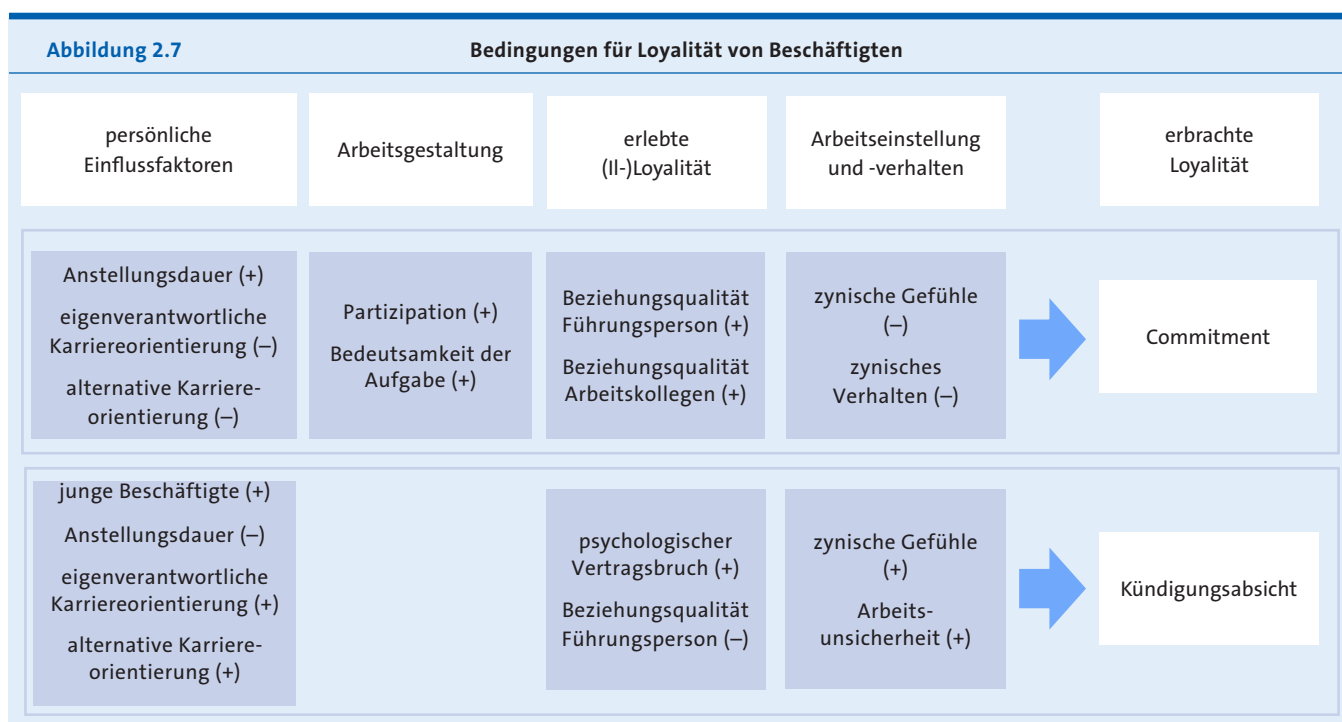 Abbildung 2.7
Bedingungen für Loyalität von Beschäftigten
persönliche
Einflussfaktoren
Arbeitsgestaltung
erlebte
(Il-)Loyalität
Arbeitseinstellung
und -verhalten
erbrachte
Loyalität
Anstellungsdauer (+)
eigenverantwortliche
Karriereorientierung (–)
alternative Karriere-
orientierung (–)
Partizipation (+)
Bedeutsamkeit der
Aufgabe (+)
Beziehungsqualität
Führungsperson (+)
Beziehungsqualität
Arbeitskollegen (+)
zynische Gefühle
(–)
zynisches
Verhalten (–)
Commitment
junge Beschäftigte (+)
Anstellungsdauer (–)
eigenverantwortliche
Karriereorientierung (+)
alternative Karriere-
orientierung (+)
psychologischer
Vertragsbruch (+)
Beziehungsqualität
Führungsperson (–)
zynische Gefühle
(+)
Arbeits-
unsicherheit (+)
Kündigungsabsicht